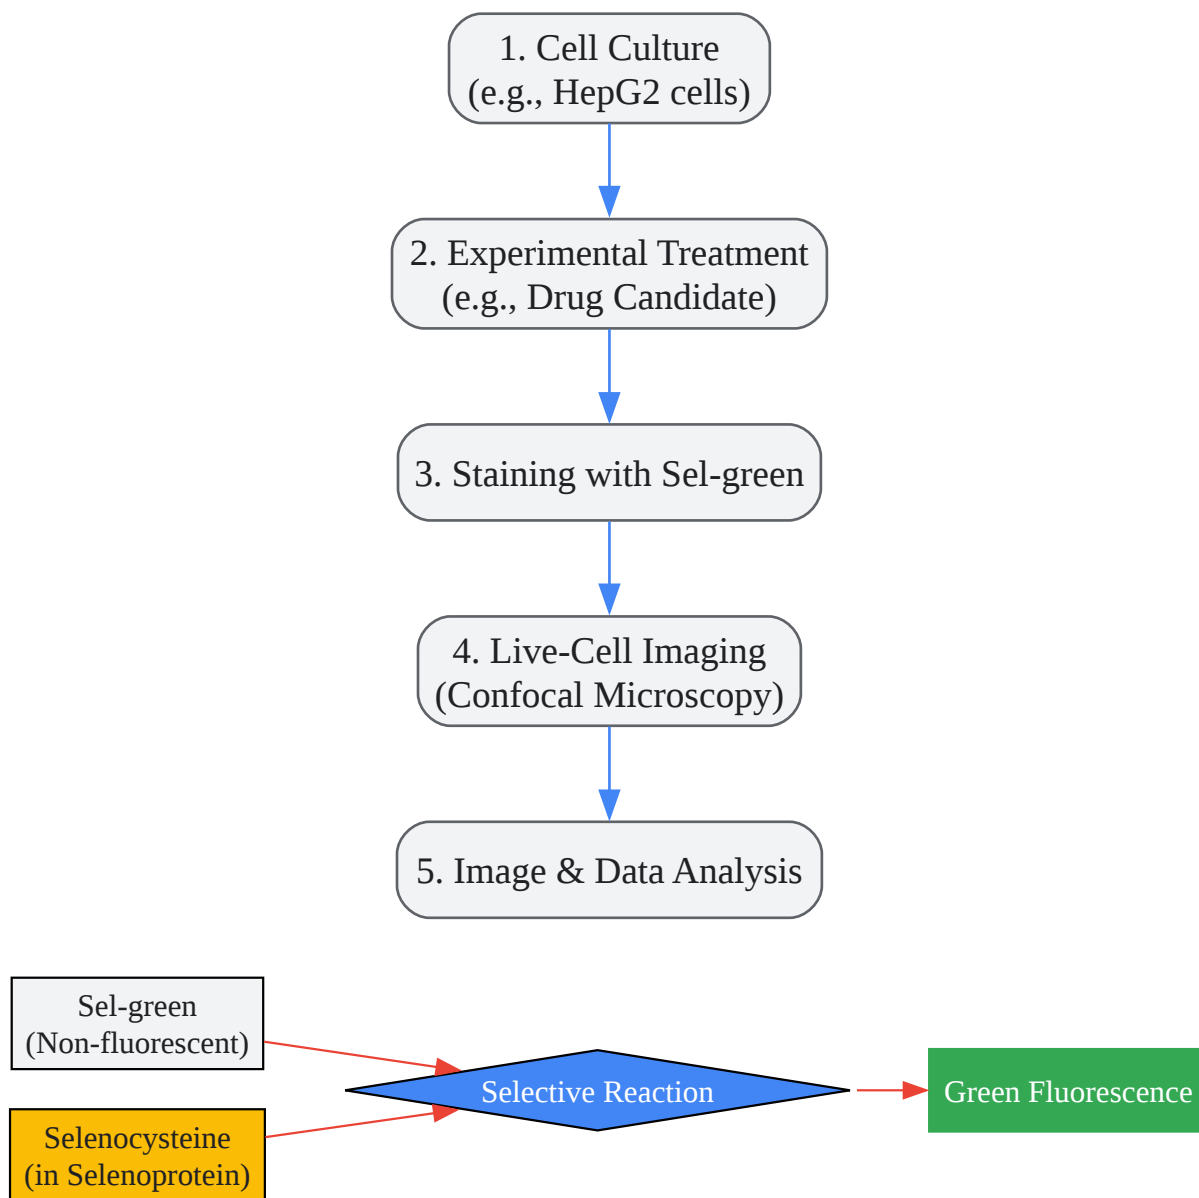 1. Cell Culture
(e.g., HepG2 cells)
2. Experimental Treatment
(e.g., Drug Candidate)
3. Staining with Sel-green
4. Live-Cell Imaging
(Confocal Microscopy)
5. Image & Data Analysis
Sel-green
(Non-fluorescent)
Selective Reaction
Green Fluorescence
Selenocysteine
(in Selenoprotein)